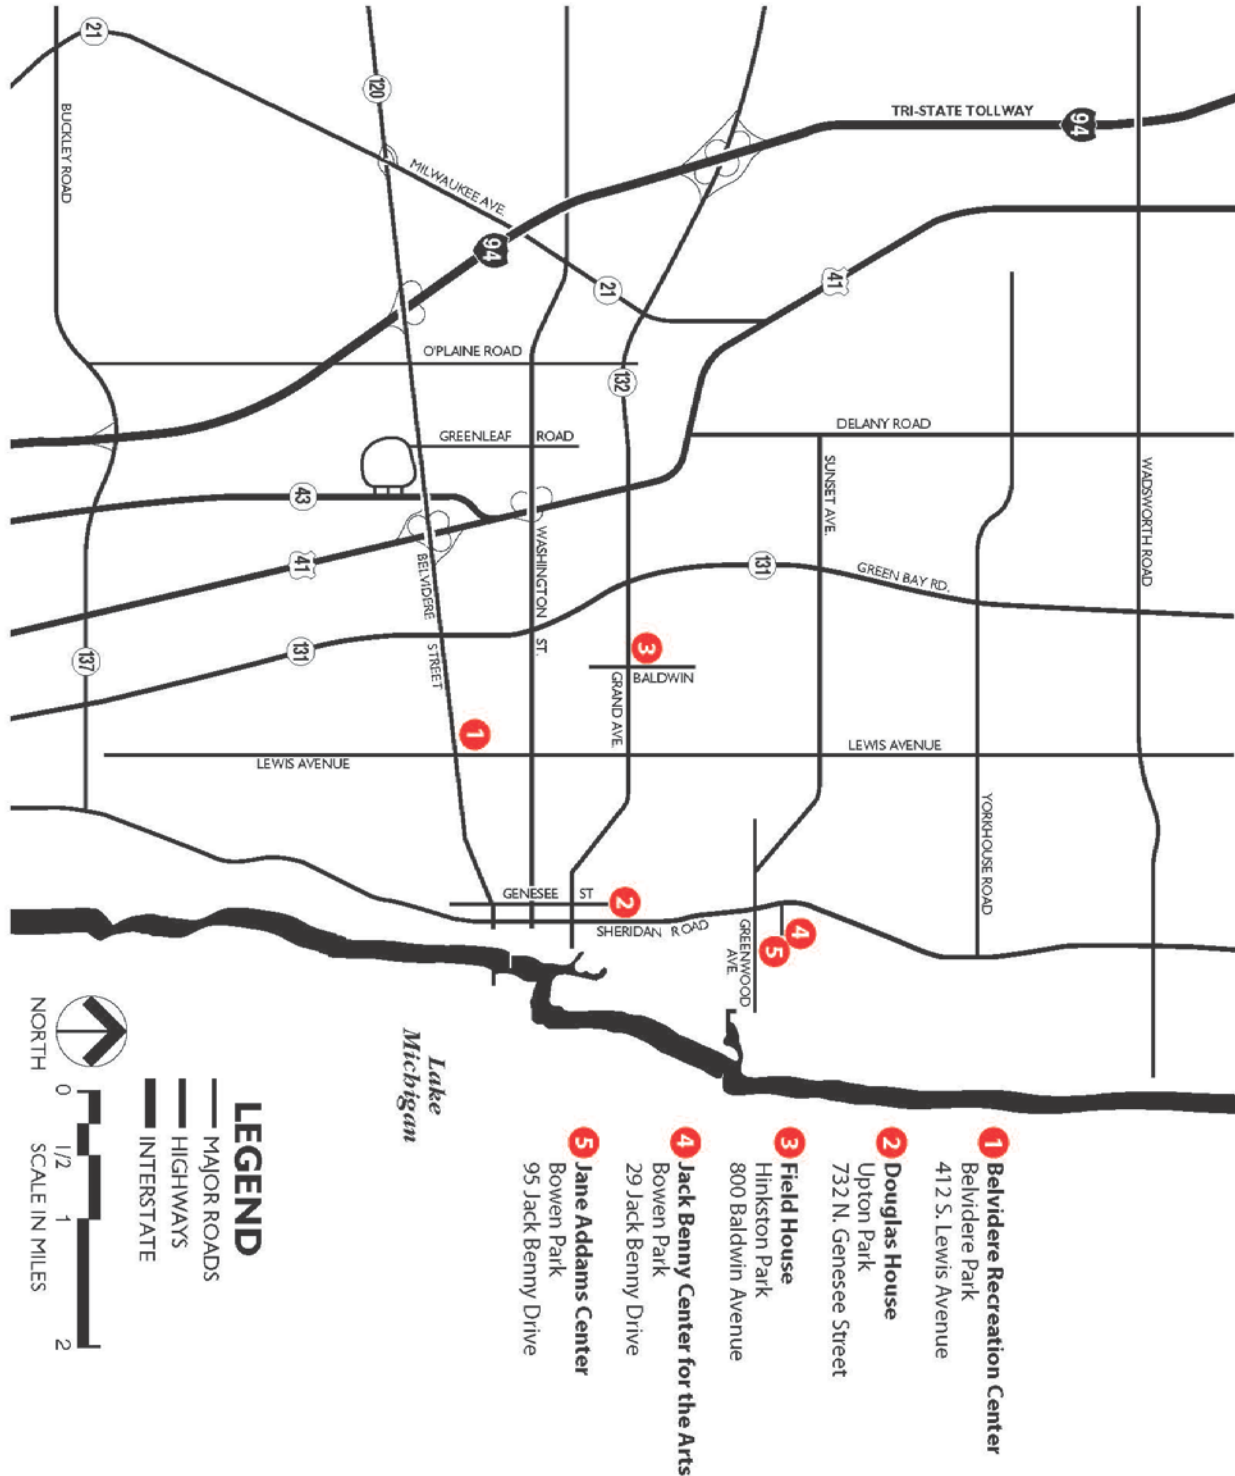 21
BUCKLEY ROAD
120
MILWAUKEE AVE.
94
TRI-STATE TOLLWAY
94
41
21
O'PLAINE ROAD
132
GREENLEAF ROAD
DELANY ROAD
SUNSET AVE.
WADSWORTH ROAD
43
41
BELVIDERE STREET
WASHINGTON ST.
131
GREEN BAY RD.
131
137
3
BALDWIN
GRAND AVE.
1
LEWIS AVENUE
LEWIS AVENUE
YORKHOUSE ROAD
GENESEE ST
2
SHERIDAN ROAD
GREENWOOD
AVE.
4
5
Lake
Michigan
NORTH
0 1/2 1 2
SCALE IN MILES
LEGEND
MAJOR ROADS
HIGHWAYS
INTERSTATE
1 Belvidere Recreation Center
Belvidere Park
412 S. Lewis Avenue
2 Douglas House
Upton Park
732 N. Genesee Street
3 Field House
Hinkston Park
800 Baldwin Avenue
4 Jack Benny Center for the Arts
Bowen Park
29 Jack Benny Drive
5 Jane Addams Center
Bowen Park
95 Jack Benny Drive